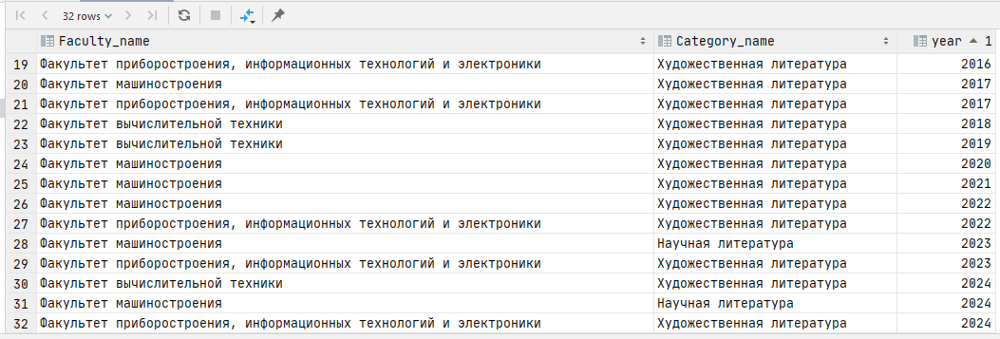 32 rows
Faculty_name Category_name year 1
19 Факультет приборостроения, информационных технологий и электроники Художественная литература 2016
20 Факультет машиностроения Художественная литература 2017
21 Факультет приборостроения, информационных технологий и электроники Художественная литература 2017
22 Факультет вычислительной техники Художественная литература 2018
23 Факультет вычислительной техники Художественная литература 2019
24 Факультет машиностроения Художественная литература 2020
25 Факультет машиностроения Художественная литература 2021
26 Факультет машиностроения Художественная литература 2022
27 Факультет приборостроения, информационных технологий и электроники Художественная литература 2022
28 Факультет машиностроения Научная литература 2023
29 Факультет приборостроения, информационных технологий и электроники Художественная литература 2023
30 Факультет вычислительной техники Художественная литература 2024
31 Факультет машиностроения Научная литература 2024
32 Факультет приборостроения, информационных технологий и электроники Художественная литература 2024